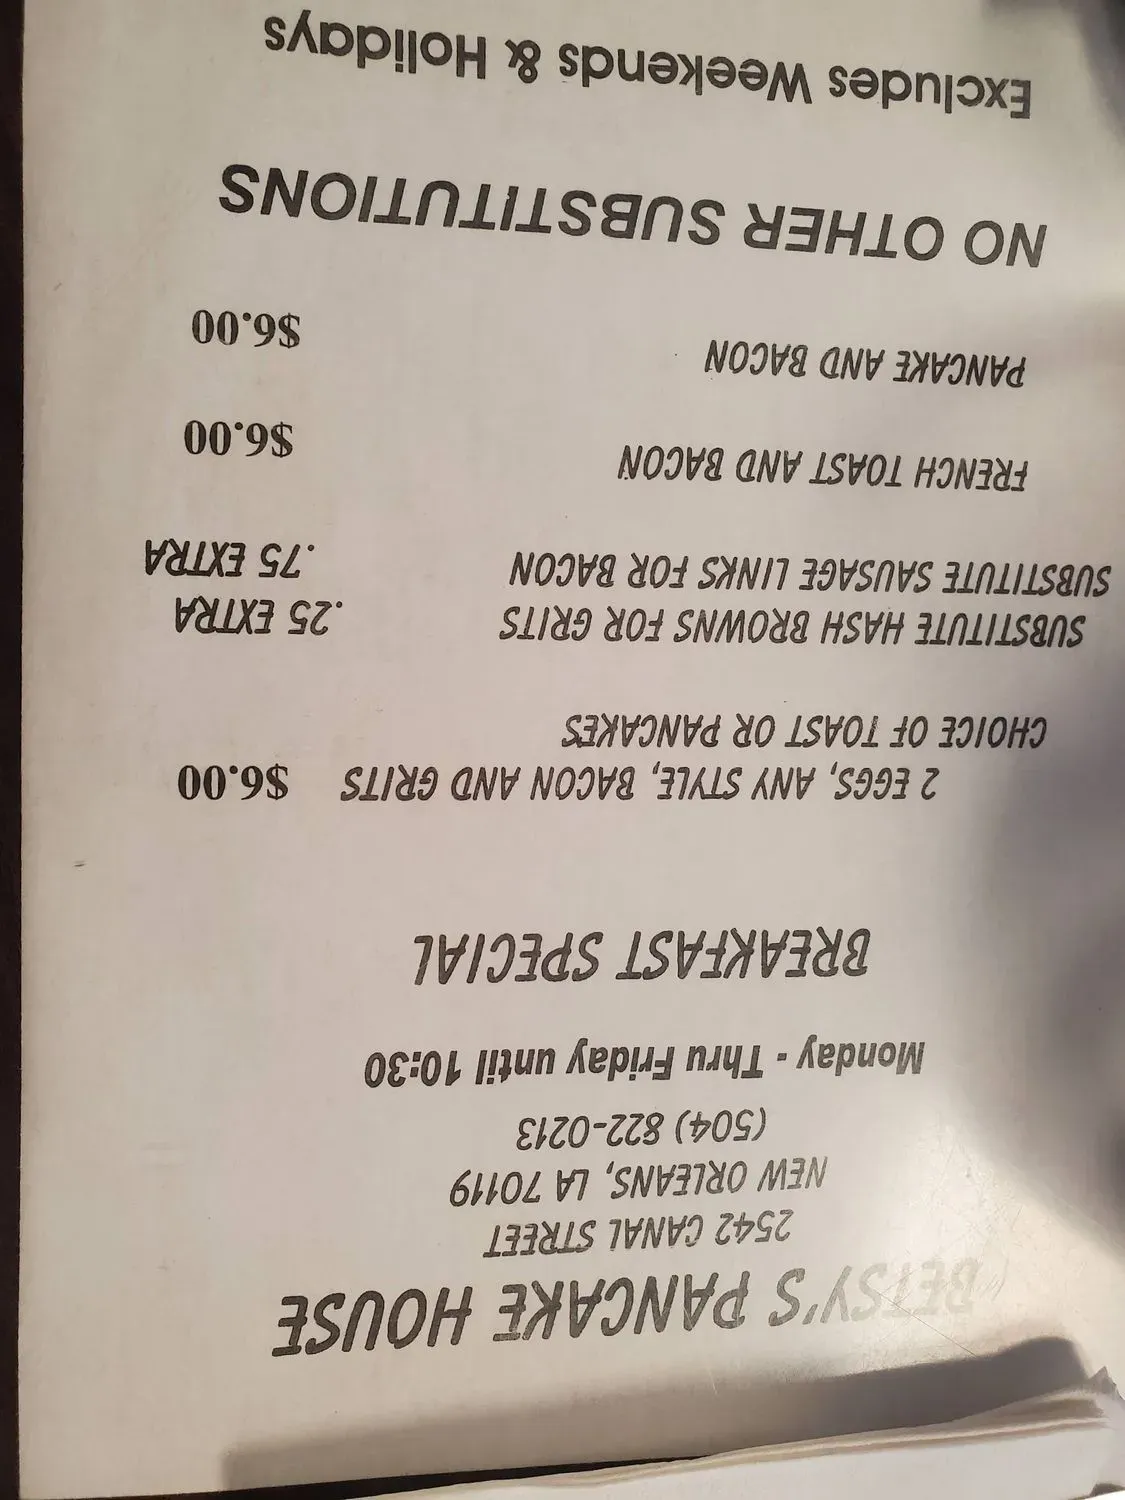 BETSY'S PANCAKE HOUSE
2542 CANAL STREET
NEW ORLEANS, LA 70119
(504) 822-0213
Monday - Thru Friday until 10:30
BREAKFAST SPECIAL
2 EGGS, ANY STYLE, BACON AND GRITS $6.00
CHOICE OF TOAST OR PANCAKES
SUBSTITUTE HASH BROWNS FOR GRITS .25 EXTRA
SUBSTITUTE SAUSAGE LINKS FOR BACON .75 EXTRA
FRENCH TOAST AND BACON $6.00
PANCAKE AND BACON $6.00
NO OTHER SUBSTITUTIONS
Excludes Weekends & Holidays